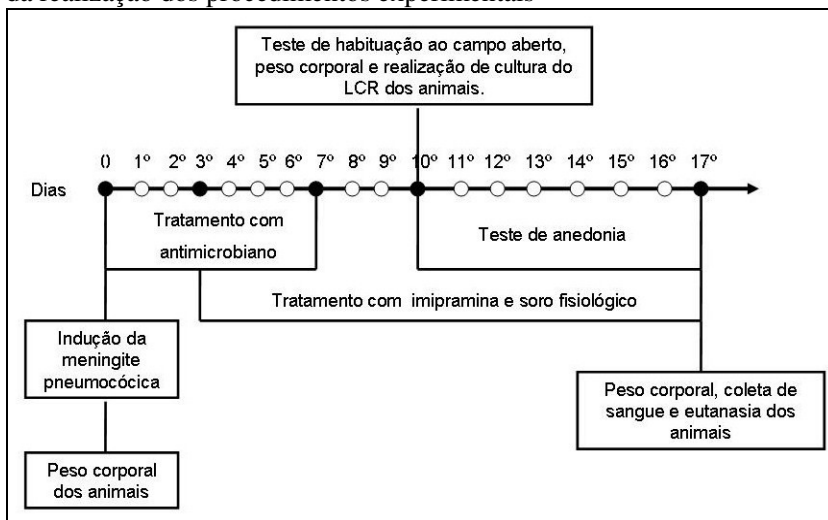 da realização dos procedimentos experimentais
Teste de habituação ao campo aberto,
peso corporal e realização de cultura do
LCR dos animais.
0 1º 2º 3º 4º 5º 6º 7º 8º 9º 10º 11º 12º 13º 14º 15º 16º 17º
Dias
Tratamento com
antimicrobiano
Teste de anedonia
Tratamento com imipramina e soro fisiológico
Indução da
meningite
pneumocócica
Peso corporal, coleta de
sangue e eutanasia dos
animais
Peso corporal
dos animais